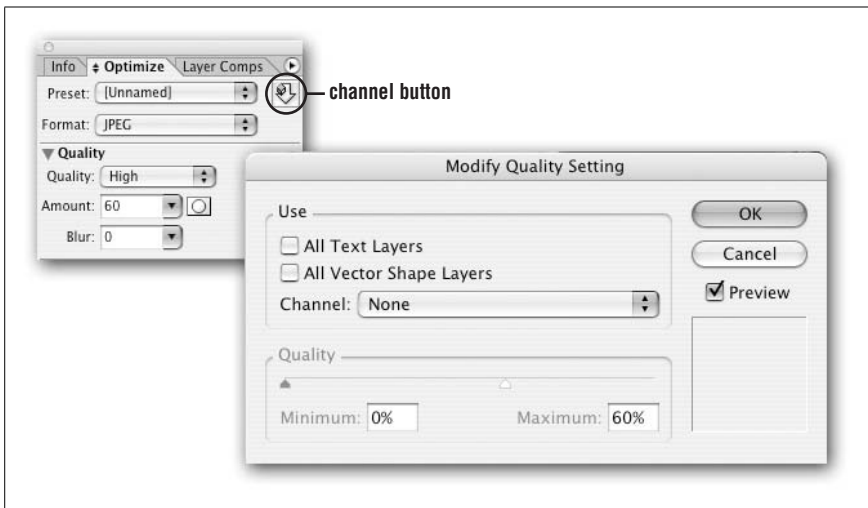 Info Optimize Layer Comps
Preset: [Unnamed]
channel button
Format: JPEG
Quality
Quality: High
Amount: 60
Blur: 0
Modify Quality Setting
Use
All Text Layers
All Vector Shape Layers
Channel: None
Quality
Minimum: 0% Maximum: 60%
OK
Cancel
Preview